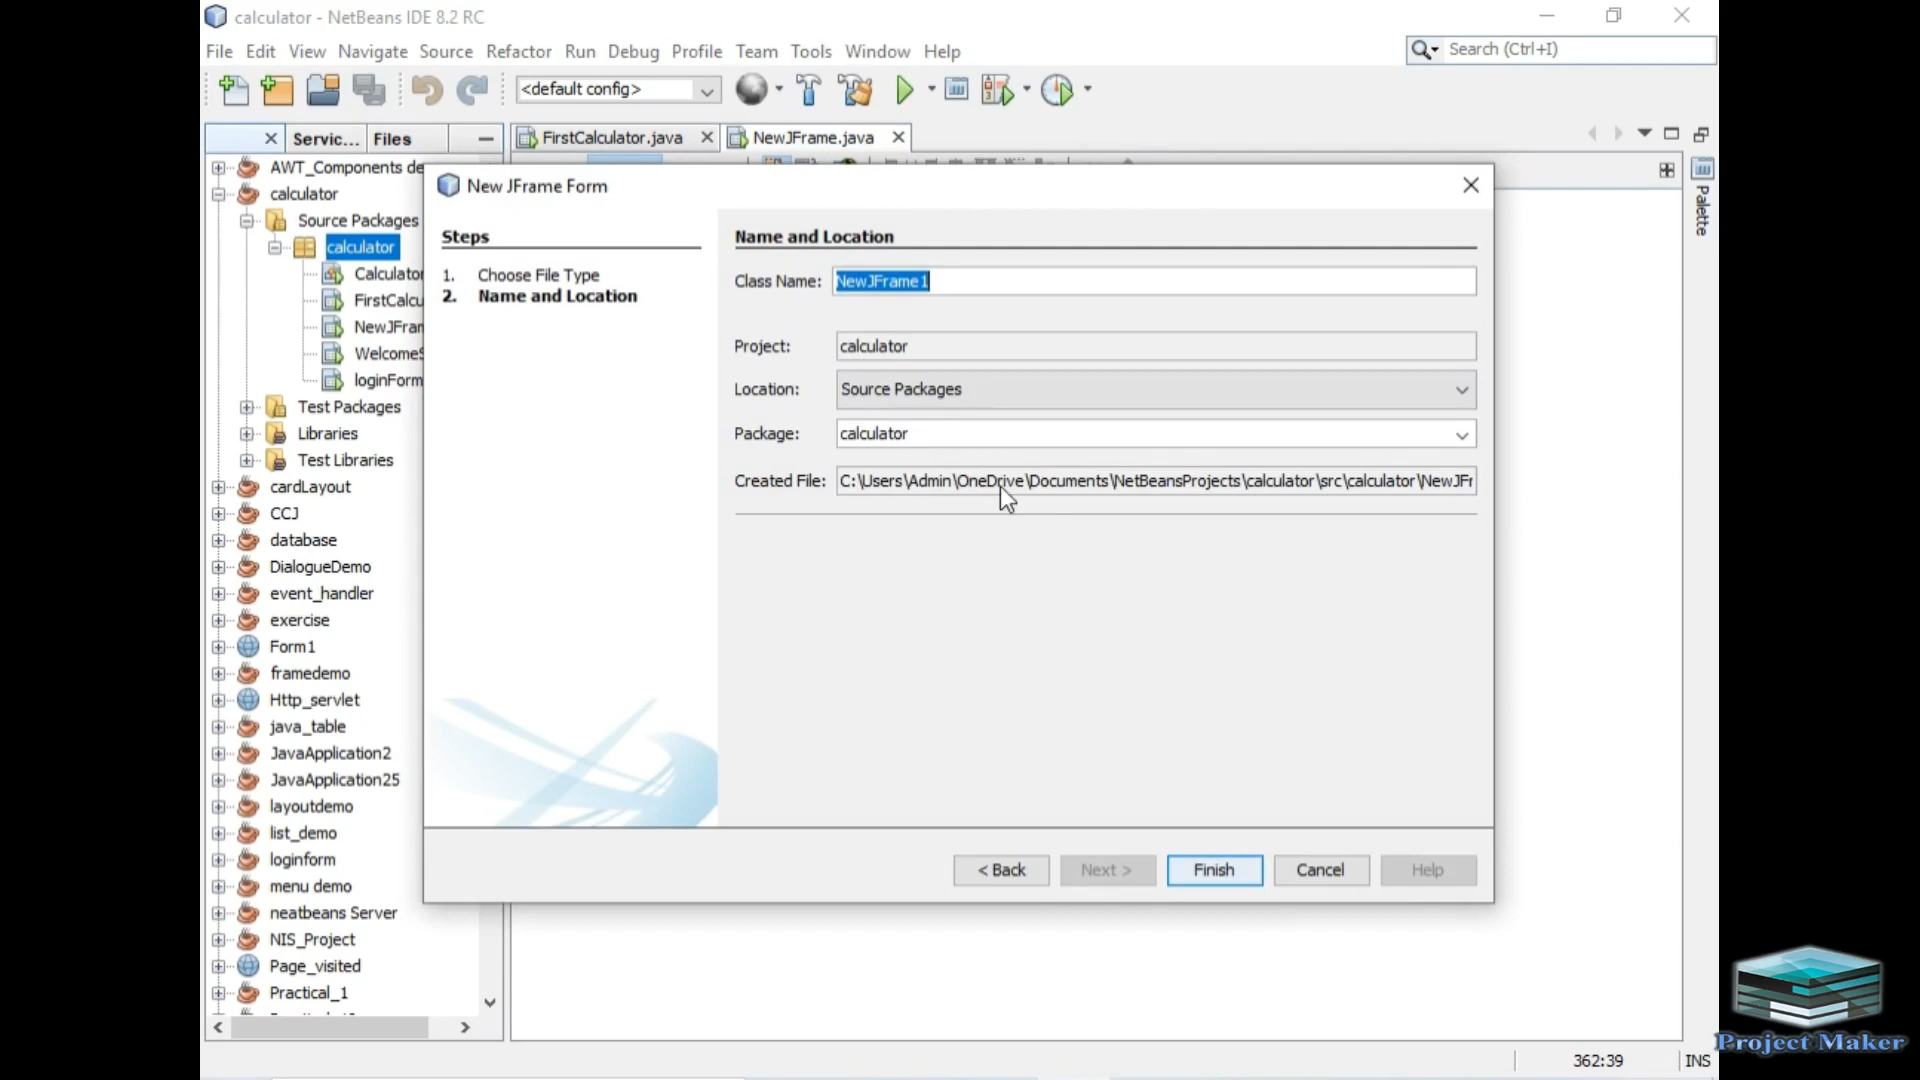 calculator - NetBeans IDE 8.2 RC
File Edit View Navigate Source Refactor Run Debug Profile Team Tools Window Help
Search (Ctrl+I)
<default config>
Servic... Files
FirstCalculator.java NewJFrame.java
AWT_Components de
calculator
Source Packages
calculator
Calculator
FirstCalcu
NewJFran
WelcomeS
loginForm
Test Packages
Libraries
Test Libraries
cardLayout
CCJ
database
DialogueDemo
event_handler
exercise
Form1
framedemo
Http_servlet
java_table
JavaApplication2
JavaApplication25
layoutdemo
list_demo
loginform
menu demo
neatbeans Server
NIS_Project
Page_visited
Practical_1
New JFrame Form
Steps
1. Choose File Type
2. Name and Location
Name and Location
Class Name: NewJFrame1
Project: calculator
Location: Source Packages
Package: calculator
Created File: C:\Users\Admin\OneDrive\Documents\NetBeansProjects\calculator\src\calculator\NewJFr
< Back Next > Finish Cancel Help
Palette
362:39 INS
Project Maker